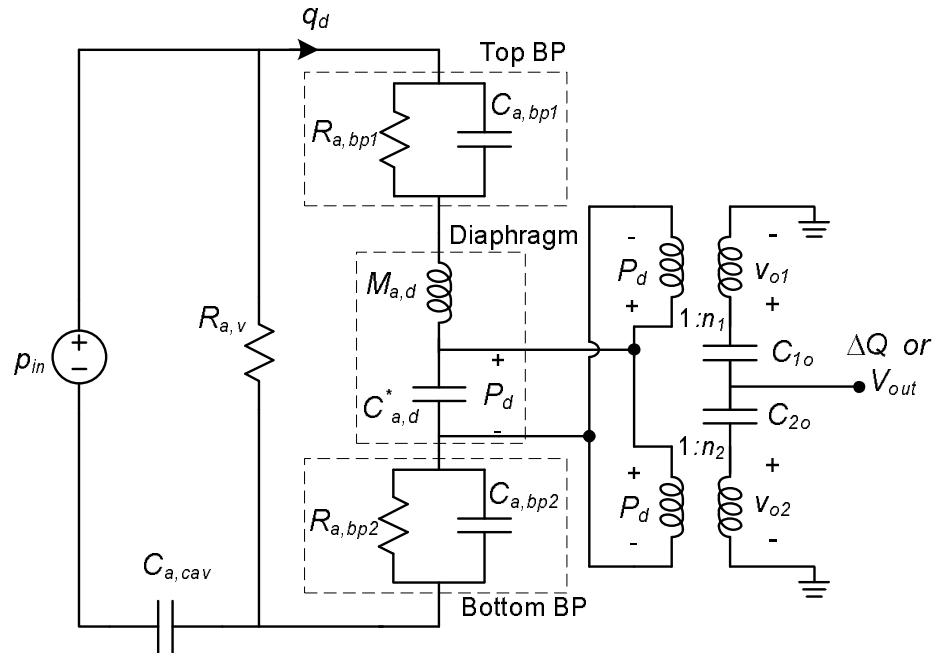 q_d
Top BP
C_a,bp1
R_a,bp1
Diaphragm
M_a,d
P_d
v_o1
- + - +
R_a,v
1:n_1
C_1o
ΔQ or
V_out
p_in
+ -
C*_a,d
P_d
+ -
C_2o
1:n_2
C_a,bp2
R_a,bp2
P_d
v_o2
+ - + -
C_a,cav
Bottom BP